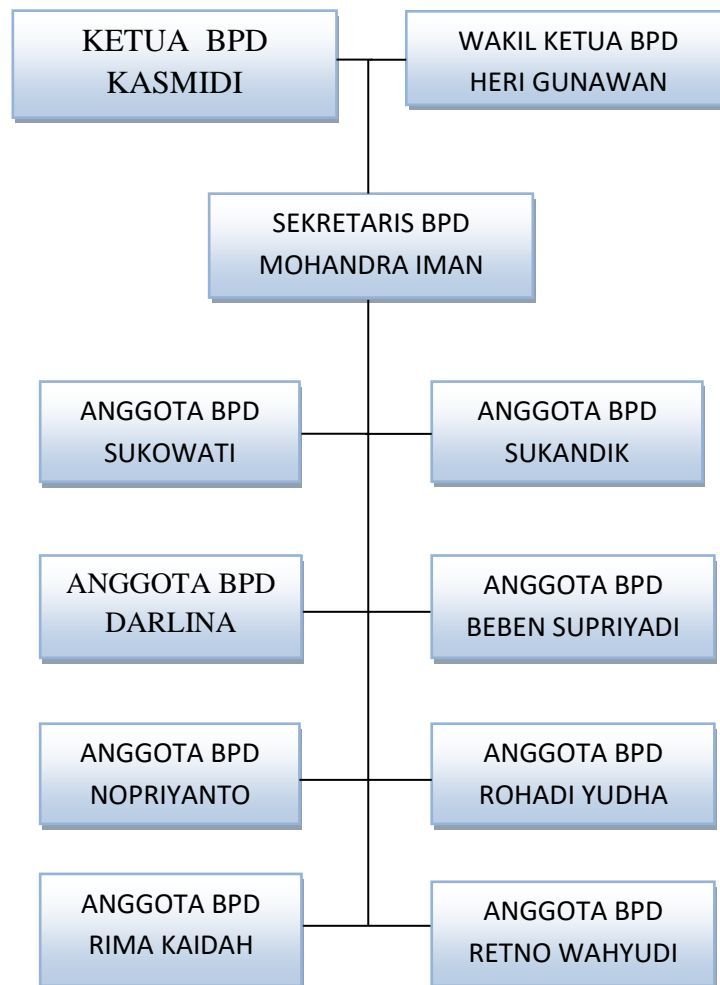 KETUA BPD
KASMIDI
WAKIL KETUA BPD
HERI GUNAWAN
SEKRETARIS BPD
MOHANDRA IMAN
ANGGOTA BPD
SUKOWATI
ANGGOTA BPD
SUKANDIK
ANGGOTA BPD
DARLINA
ANGGOTA BPD
BEBEN SUPRIYADI
ANGGOTA BPD
NOPRIYANTO
ANGGOTA BPD
ROHADI YUDHA
ANGGOTA BPD
RIMA KAIDAH
ANGGOTA BPD
RETNO WAHYUDI